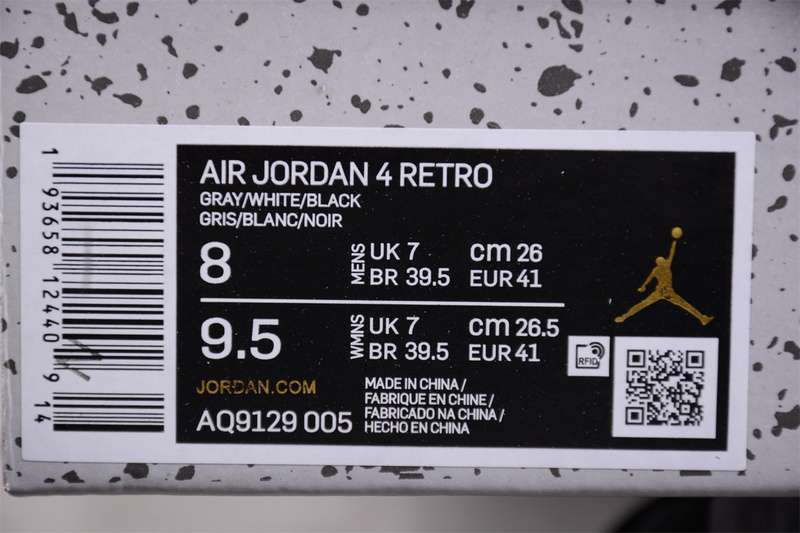 AIR JORDAN 4 RETRO
GRAY/WHITE/BLACK
GRIS/BLANC/NOIR
8 MENS UK 7 cm 26
BR 39.5 EUR 41
9.5 WMNS UK 7 cm 26.5
BR 39.5 EUR 41
JORDAN.COM
AQ9129 005
MADE IN CHINA /
FABRIQUE EN CHINE /
FABRICADO NA CHINA /
HECHO EN CHINA
RFID
1 93658 12440 9 14